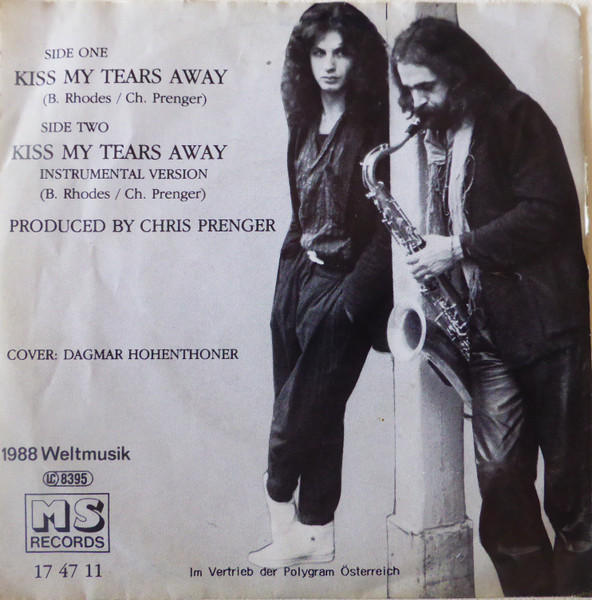 SIDE ONE
KISS MY TEARS AWAY
(B. Rhodes / Ch. Prenger)
SIDE TWO
KISS MY TEARS AWAY
INSTRUMENTAL VERSION
(B. Rhodes / Ch. Prenger)
PRODUCED BY CHRIS PRENGER
COVER: DAGMAR HOHENTHONER
1988 Weltmusik
LC 8395
MS
RECORDS
17 47 11
Im Vertrieb der Polygram Österreich